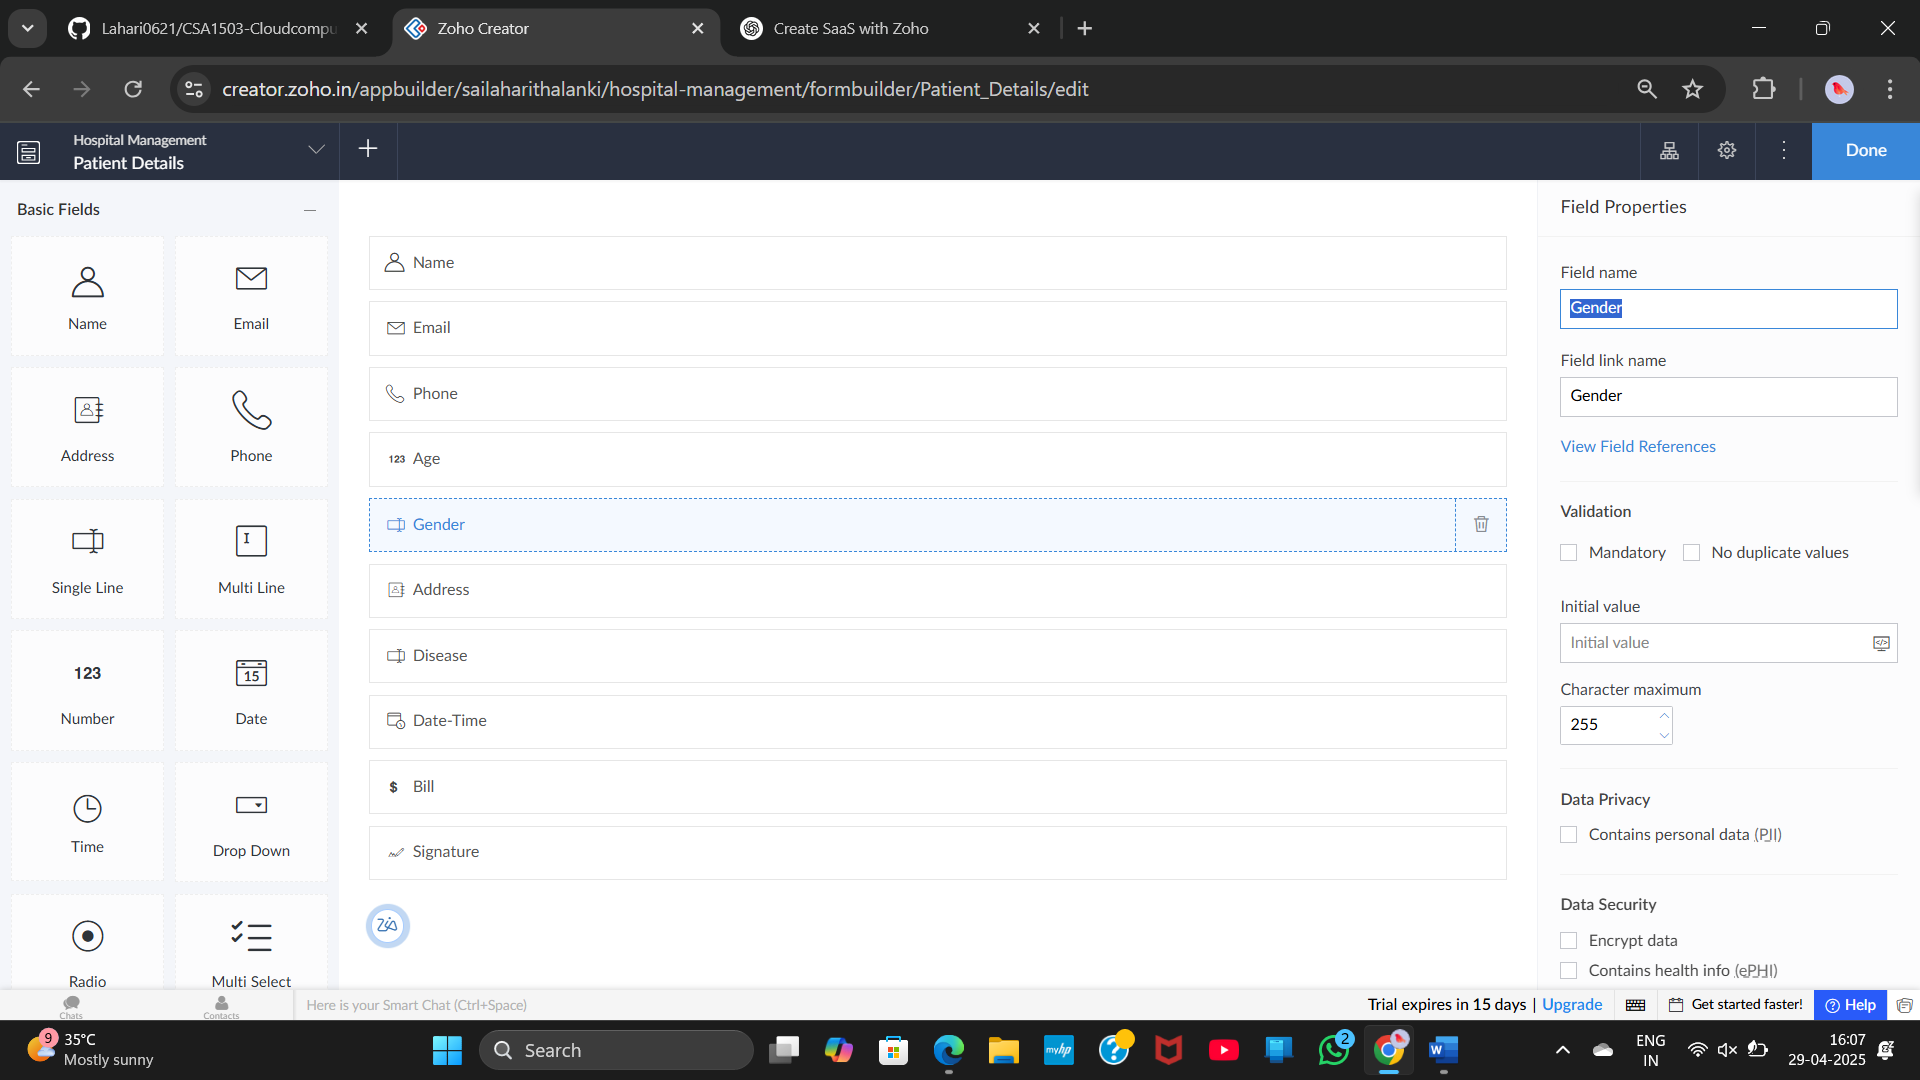 Lahari0621/CSA1503-Cloudcompu
Zoho Creator
Create SaaS with Zoho
creator.zoho.in/appbuilder/sailaharithalanki/hospital-management/formbuilder/Patient_Details/edit
Hospital Management
Patient Details
Done
Basic Fields
Name
Email
Address
Phone
Single Line
Multi Line
123
Number
15
Date
Time
Drop Down
Radio
Multi Select
Name
Email
Phone
123 Age
Gender
Address
Disease
Date-Time
$ Bill
Signature
Zia
Field Properties
Field name
Gender
Field link name
Gender
View Field References
Validation
Mandatory
No duplicate values
Initial value
Initial value
Character maximum
255
Data Privacy
Contains personal data (PII)
Data Security
Encrypt data
Contains health info (ePHI)
Chats
Contacts
Here is your Smart Chat (Ctrl+Space)
Trial expires in 15 days | Upgrade
Get started faster!
Help
9
35°C
Mostly sunny
Search
myhp
2
W
ENG
IN
16:07
29-04-2025